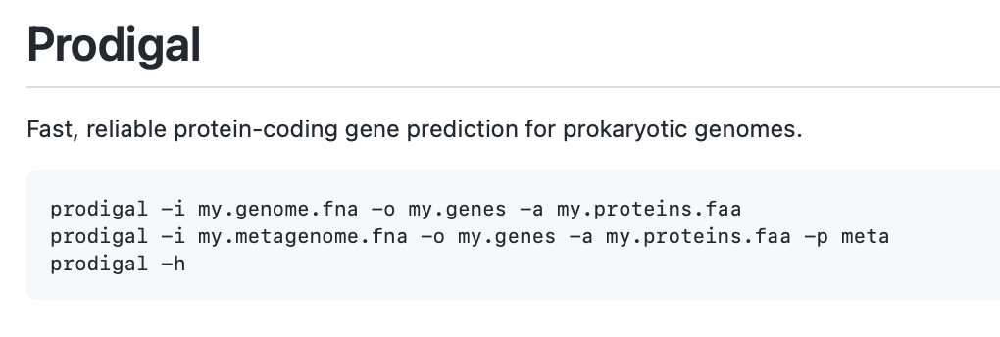 Prodigal
Fast, reliable protein-coding gene prediction for prokaryotic genomes.
prodigal -i my.genome.fna -o my.genes -a my.proteins.faa
prodigal -i my.metagenome.fna -o my.genes -a my.proteins.faa -p meta
prodigal -h